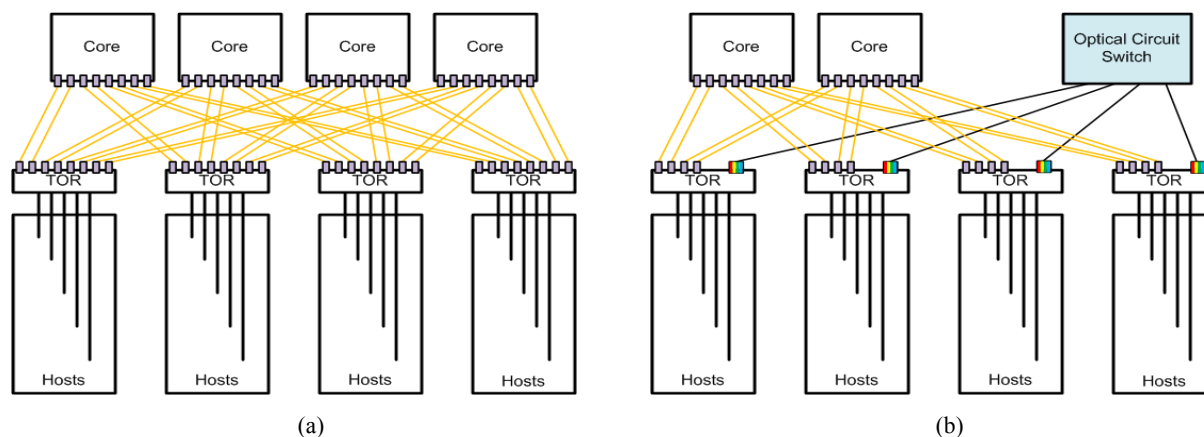 Core Core Core Core
TOR TOR TOR TOR
Hosts Hosts Hosts Hosts
(a)
Core Core Optical Circuit
Switch
TOR TOR TOR TOR
Hosts Hosts Hosts Hosts
(b)